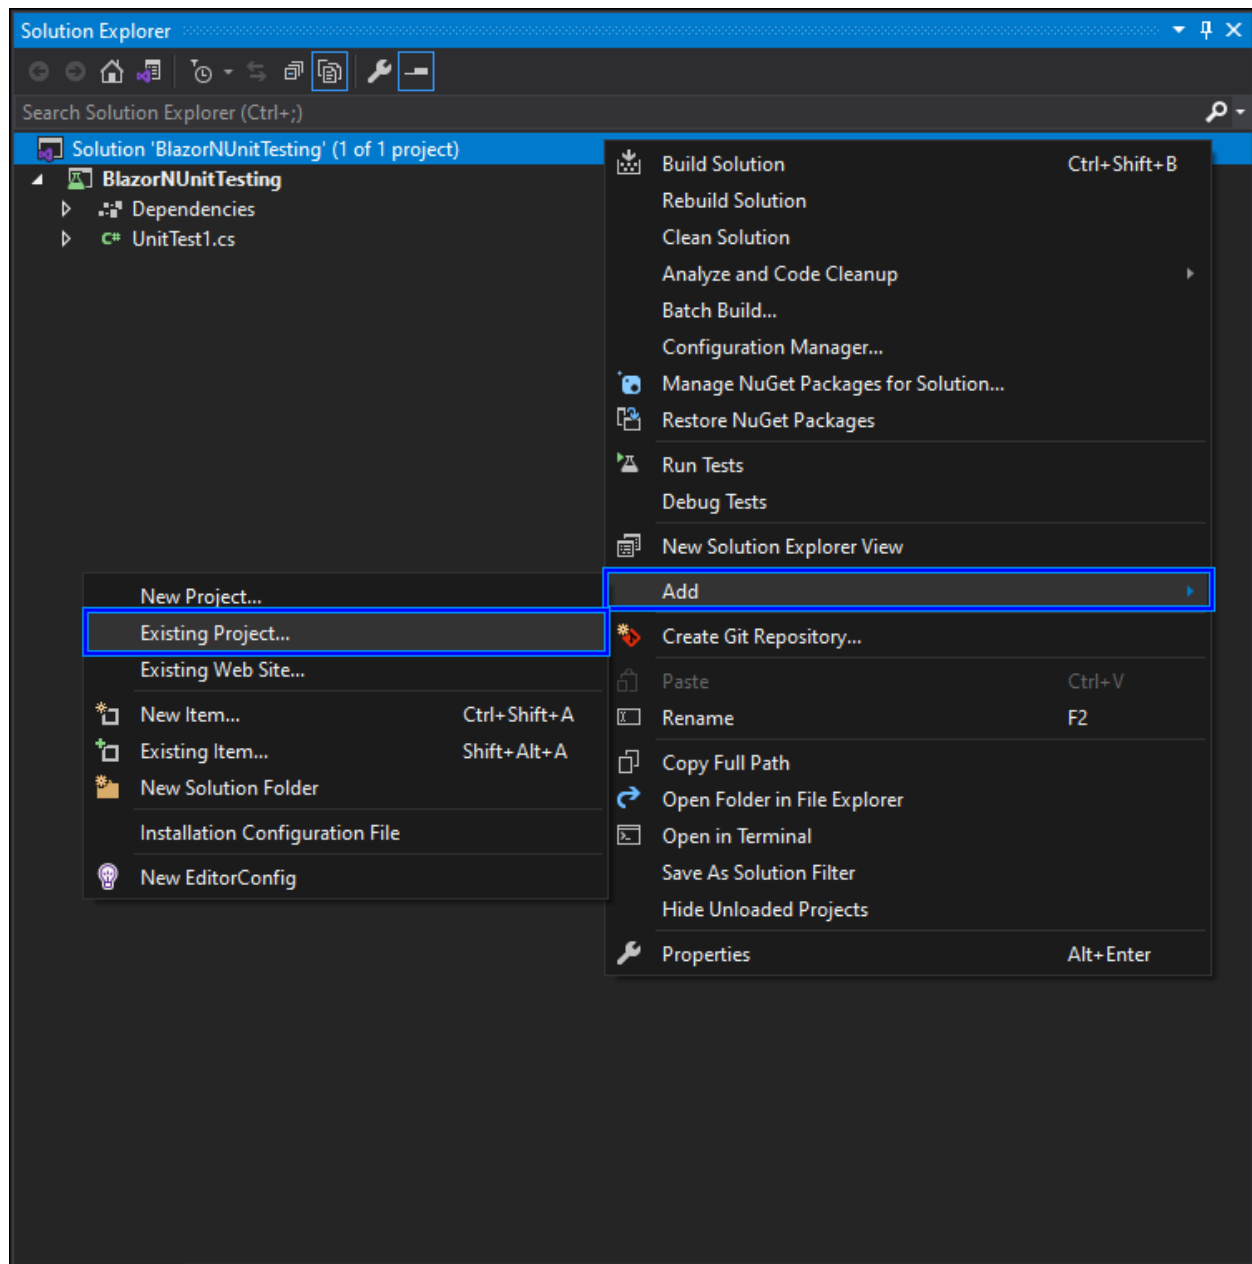 Solution Explorer
Search Solution Explorer (Ctrl+;)
Solution 'BlazorNUnitTesting' (1 of 1 project)
BlazorNUnitTesting
Dependencies
C# UnitTest1.cs
Build Solution Ctrl+Shift+B
Rebuild Solution
Clean Solution
Analyze and Code Cleanup
Batch Build...
Configuration Manager...
Manage NuGet Packages for Solution...
Restore NuGet Packages
Run Tests
Debug Tests
New Solution Explorer View
Add
Create Git Repository...
Paste Ctrl+V
Rename F2
Copy Full Path
Open Folder in File Explorer
Open in Terminal
Save As Solution Filter
Hide Unloaded Projects
Properties Alt+Enter
New Project...
Existing Project...
Existing Web Site...
New Item... Ctrl+Shift+A
Existing Item... Shift+Alt+A
New Solution Folder
Installation Configuration File
New EditorConfig